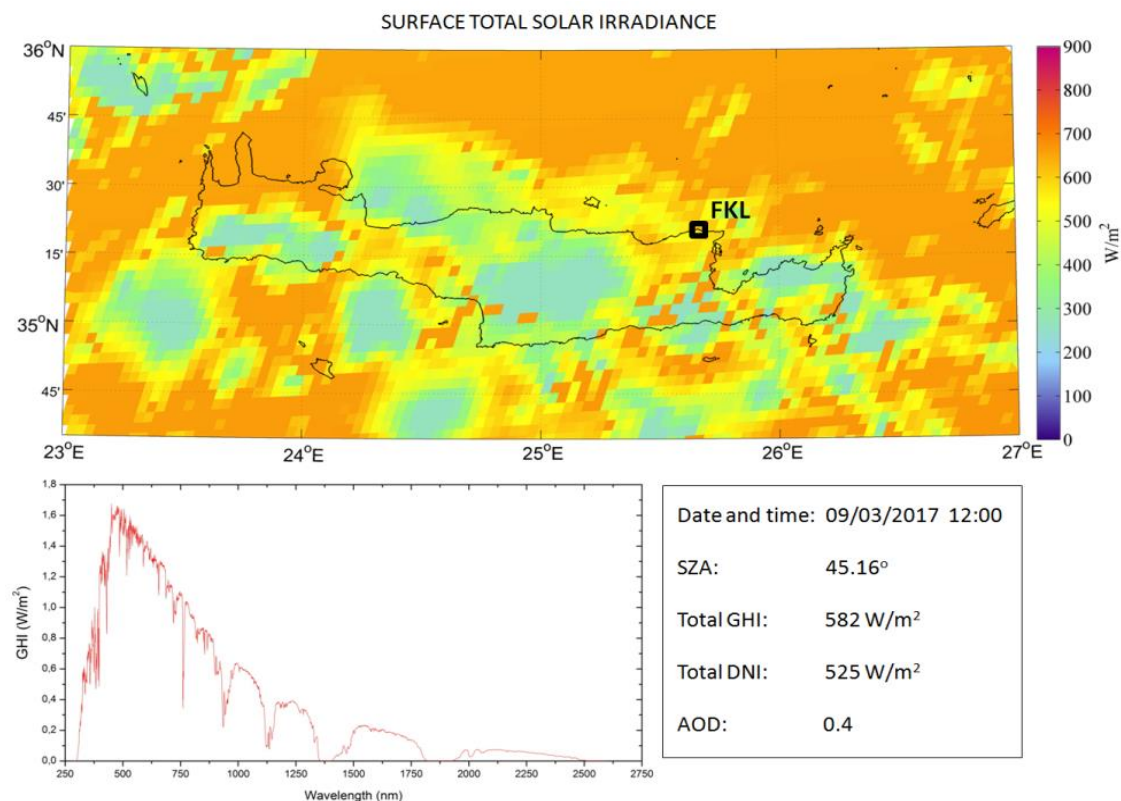 SURFACE TOTAL SOLAR IRRADIANCE
36°N
45'
30'
15'
35°N
45'
23°E
24°E
25°E
26°E
27°E
FKL
900
800
700
600
500
400
300
200
100
0
W/m²
1,8
1,6
1,4
1,2
1,0
0,8
0,6
0,4
0,2
0,0
GHI (W/m²)
250 500 750 1000 1250 1500 1750 2000 2250 2500 2750
Wavelength (nm)
Date and time: 09/03/2017 12:00
SZA: 45.16°
Total GHI: 582 W/m²
Total DNI: 525 W/m²
AOD: 0.4